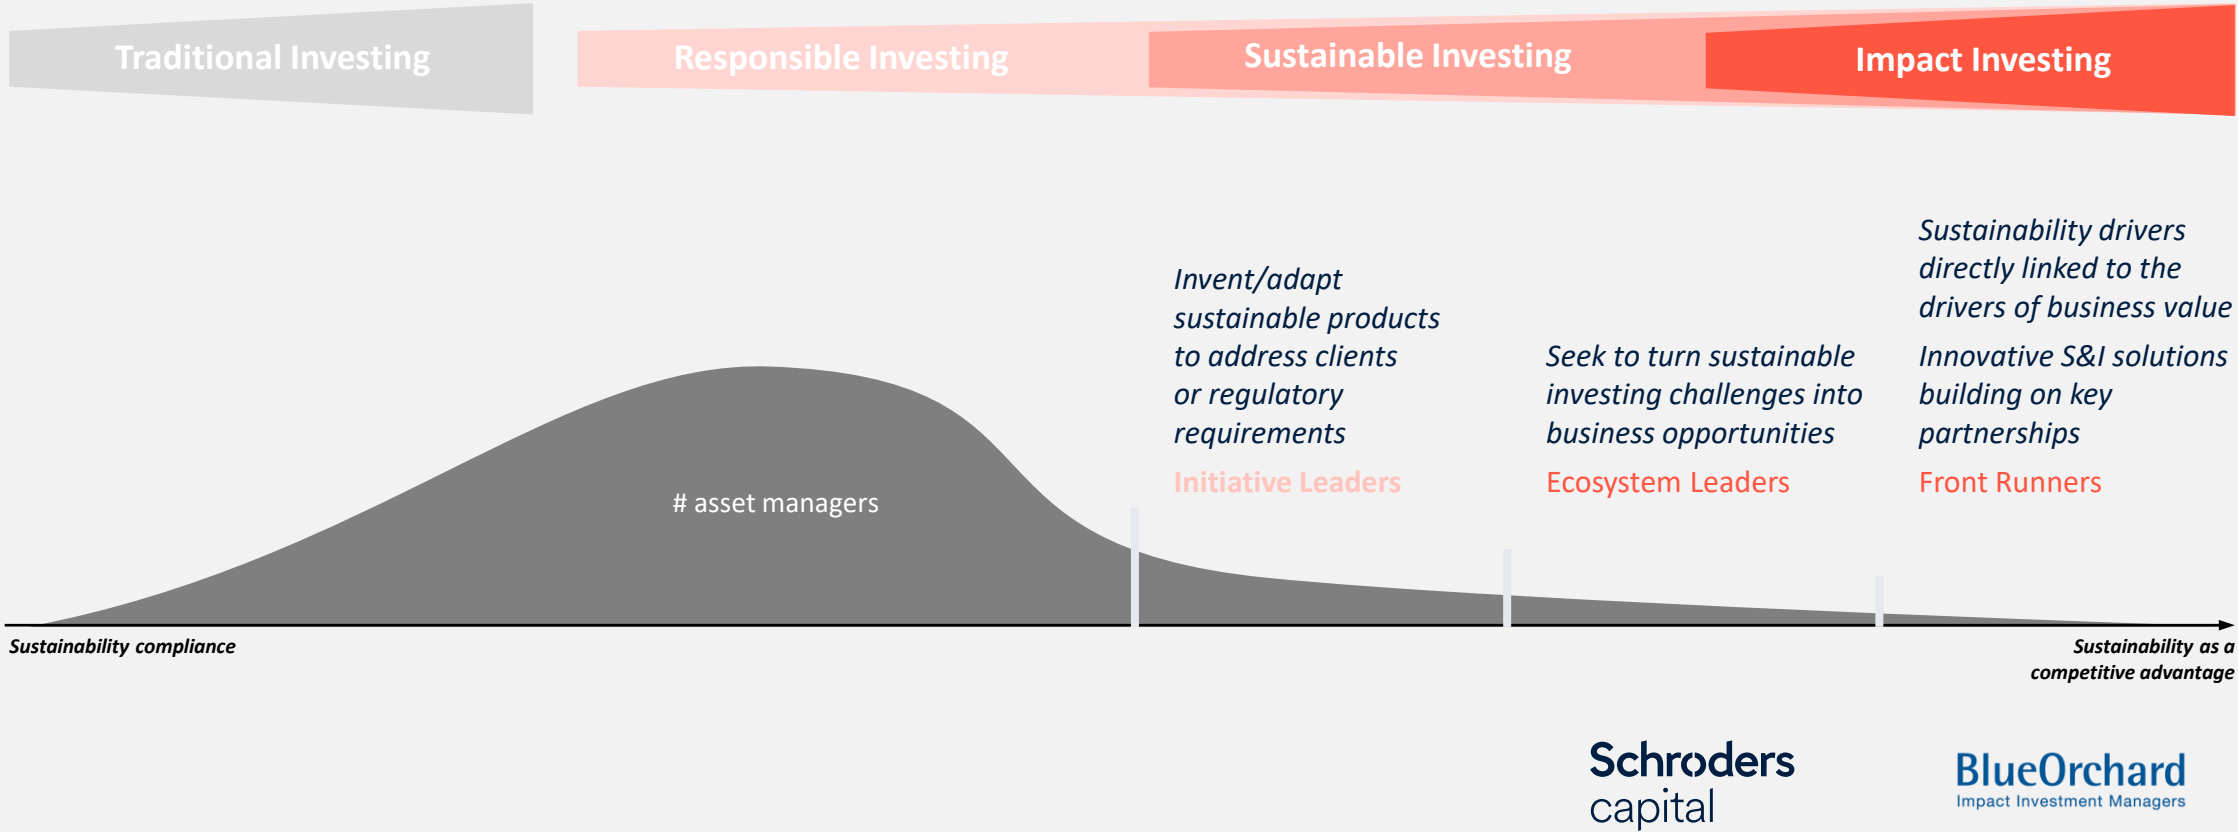 Traditional Investing
Responsible Investing
Sustainable Investing
Impact Investing
Invent/adapt
sustainable products
to address clients
or regulatory
requirements
Initiative Leaders
Seek to turn sustainable
investing challenges into
business opportunities
Ecosystem Leaders
Sustainability drivers
directly linked to the
drivers of business value
Innovative S&I solutions
building on key
partnerships
Front Runners
# asset managers
Sustainability compliance
Sustainability as a
competitive advantage
Schroders
capital
BlueOrchard
Impact Investment Managers